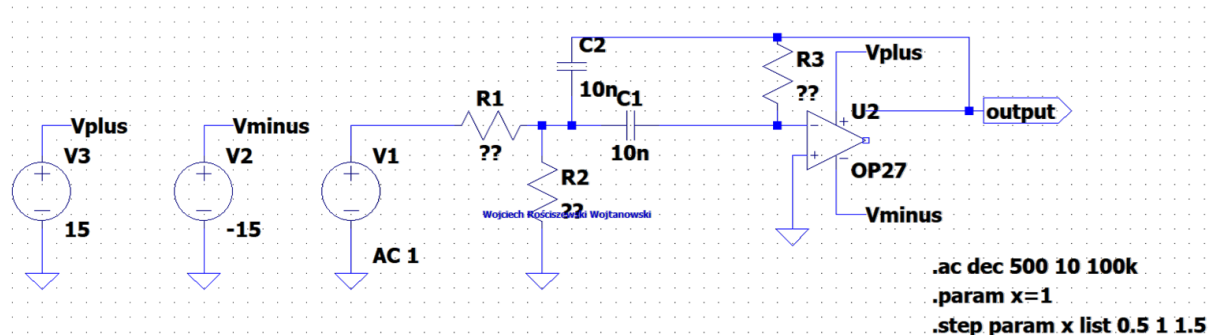 C2
R3
Vplus
10n
C1
??
R1
U2
output
Vplus
Vminus
V3
V2
V1
??
10n
R2
OP27
Wojciech Rościszewski Wojtanowski
??
Vminus
15
-15
AC 1
.ac dec 500 10 100k
.param x=1
.step param x list 0.5 1 1.5